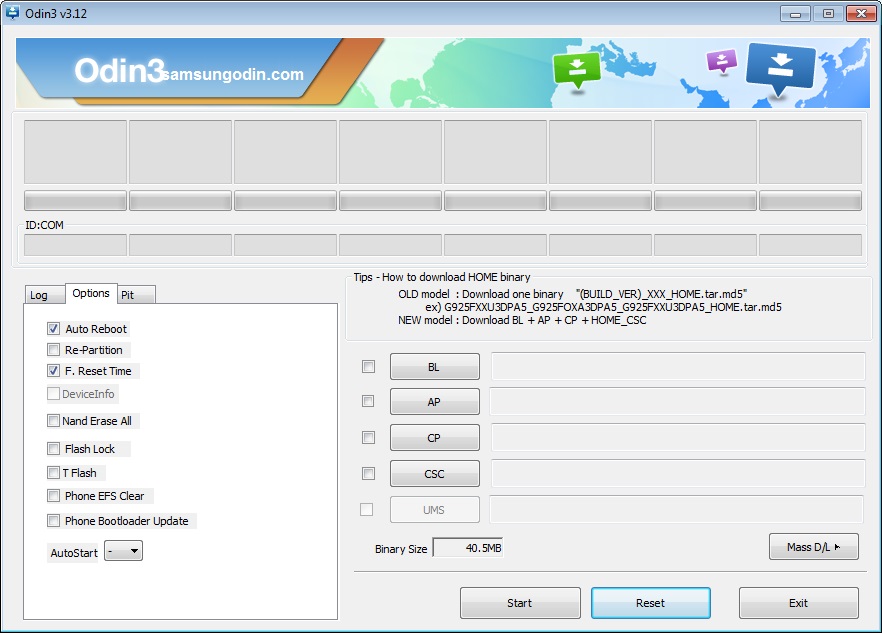 Odin3 v3.12
Odin3
samsungodin.com
ID:COM
Log
Options
Pit
Auto Reboot
Re-Partition
F. Reset Time
DeviceInfo
Nand Erase All
Flash Lock
T Flash
Phone EFS Clear
Phone Bootloader Update
AutoStart -
Tips - How to download HOME binary
OLD model : Download one binary "(BUILD_VER)_XXX_HOME.tar.md5"
ex) G925FXXU3DPA5_G925FOXA3DPA5_G925FXXU3DPA5_HOME.tar.md5
NEW model : Download BL + AP + CP + HOME_CSC
BL
AP
CP
CSC
UMS
Binary Size 40.5MB
Mass D/L
Start
Reset
Exit